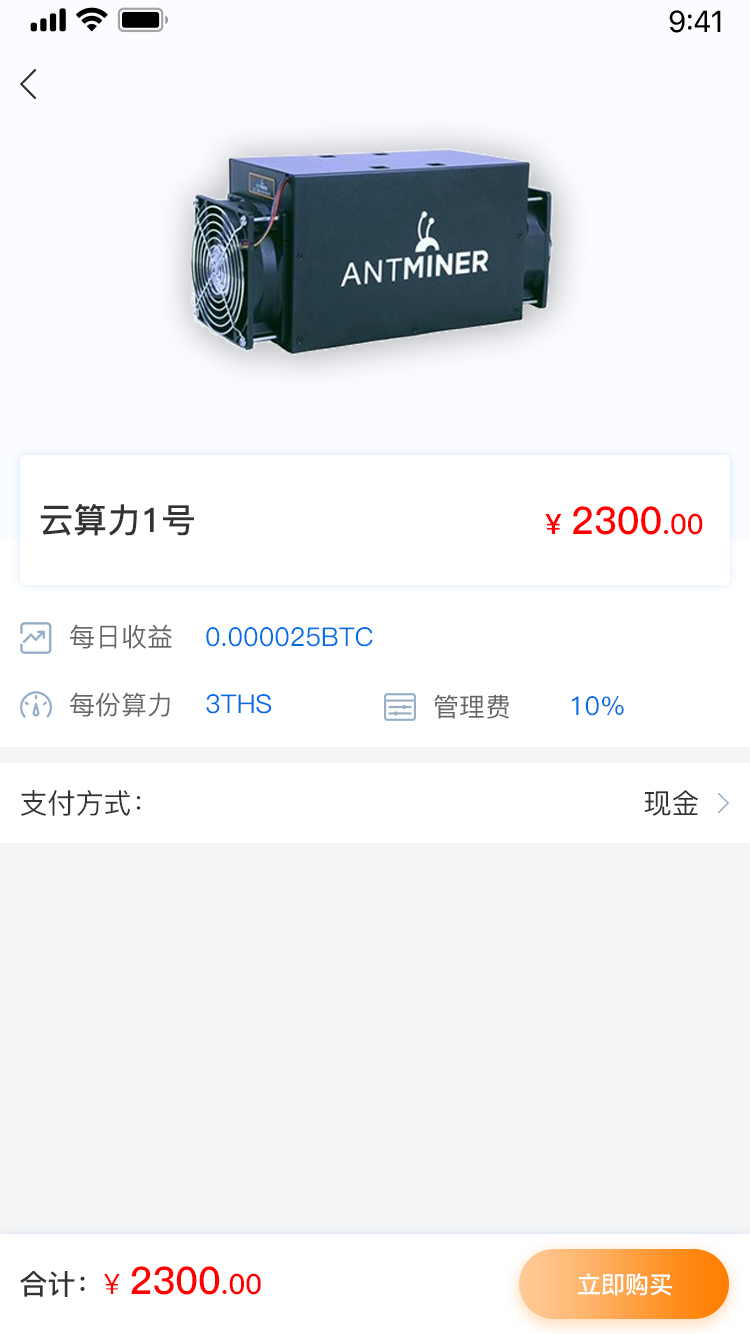 9:41
ANTMINER
云算力1号
¥ 2300.00
每日收益 0.000025BTC
每份算力 3THS 管理费 10%
支付方式: 现金
合计: ¥ 2300.00 立即购买